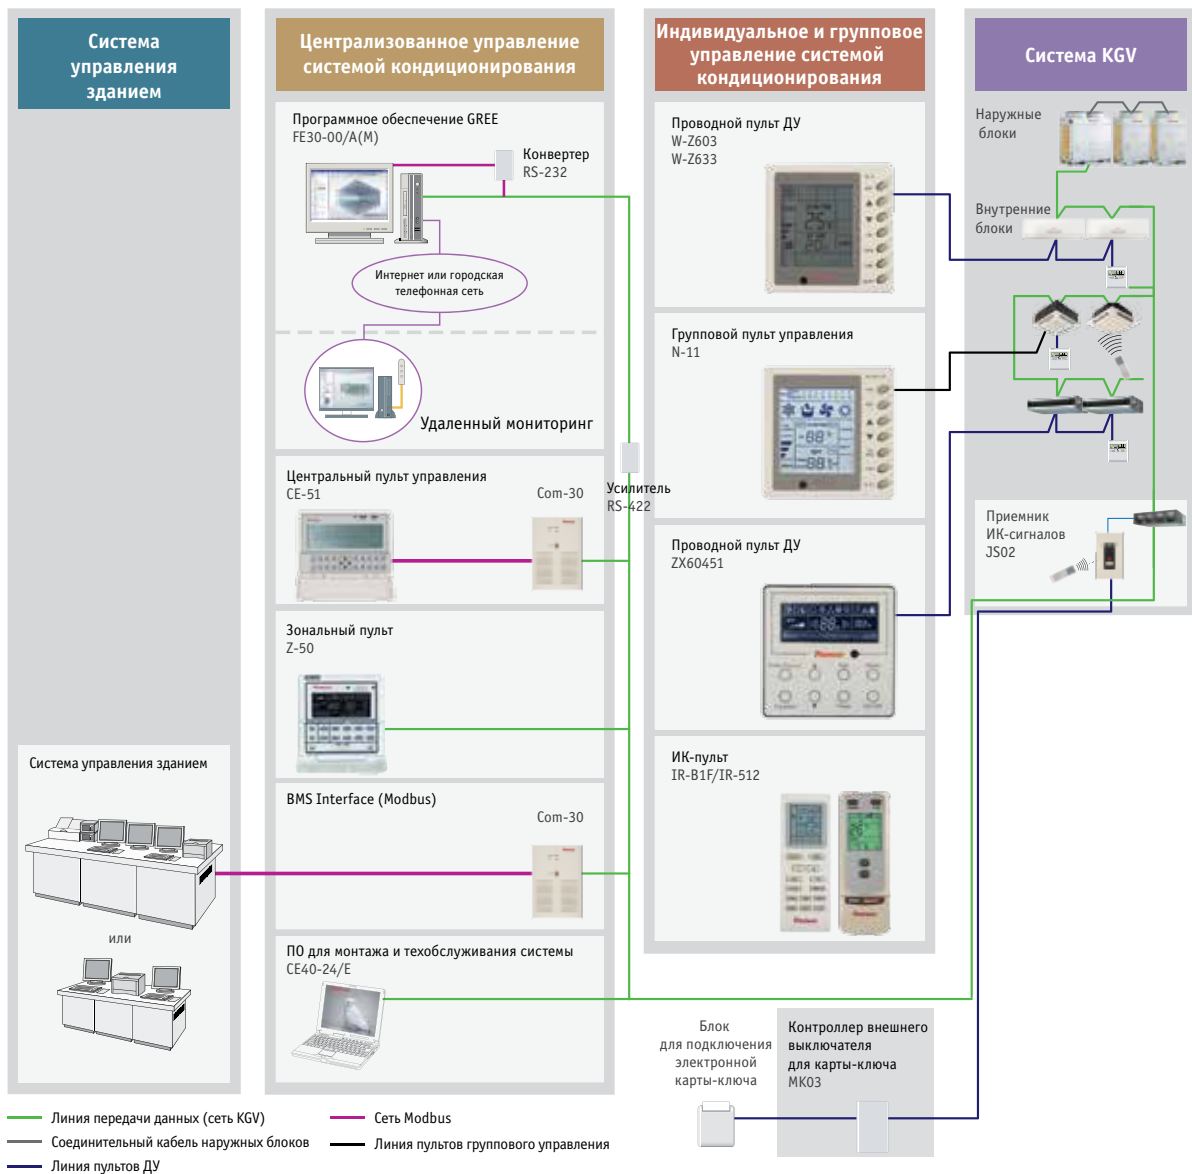 Система
управления
зданием
Централизованное управление
системой кондиционирования
Индивидуальное и групповое
управление системой
кондиционирования
Система KGV
Программное обеспечение GREE
FE30-00/A(M)
Конвертер
RS-232
Интернет или городская
телефонная сеть
Удаленный мониторинг
Усилитель
RS-422
Центральный пульт управления
CE-51
Com-30
Зональный пульт
Z-50
BMS Interface (Modbus)
Com-30
ПО для монтажа и техобслуживания системы
CE40-24/E
Система управления зданием
или
Проводной пульт ДУ
W-Z603
W-Z633
Групповой пульт управления
N-11
Проводной пульт ДУ
ZX60451
ИК-пульт
IR-B1F/IR-512
Наружные
блоки
Внутренние
блоки
Приемник
ИК-сигналов
JS02
Блок
для подключения
электронной
карты-ключа
Контроллер внешнего
выключателя
для карты-ключа
MK03
Линия передачи данных (сеть KGV)
Соединительный кабель наружных блоков
Линия пультов ДУ
Сеть Modbus
Линия пультов группового управления